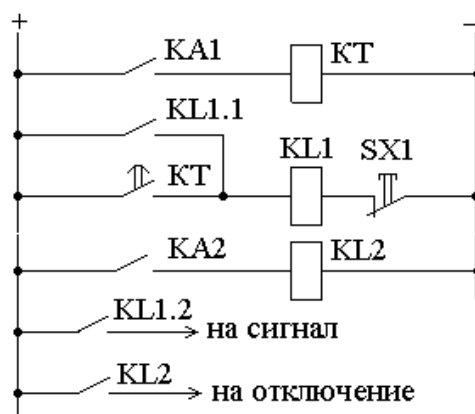 + –
KA1 KT
KL1.1
KL1 SX1
KT
KA2 KL2
KL1.2 на сигнал
KL2 на отключение